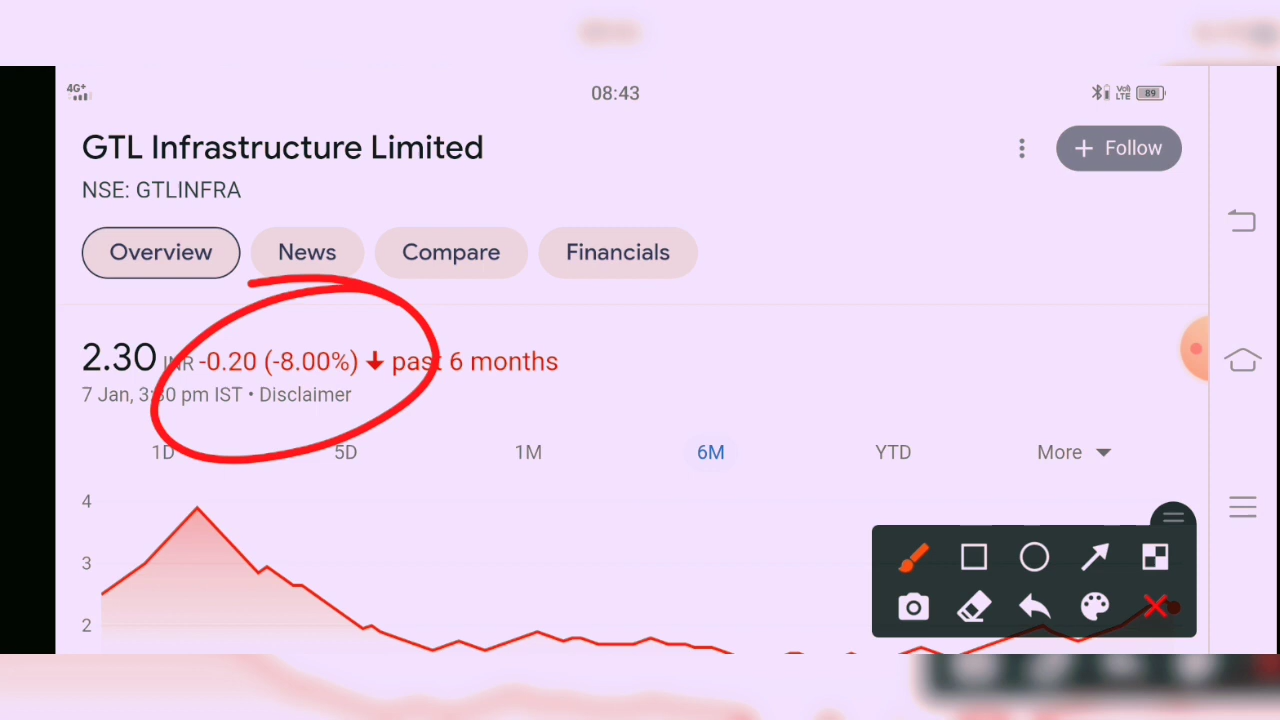 4G+
08:43
Vo)) LTE 89
GTL Infrastructure Limited
+ Follow
NSE: GTLINFRA
Overview News Compare Financials
2.30 INR -0.20 (-8.00%) ↓ past 6 months
7 Jan, 3:30 pm IST • Disclaimer
1D 5D 1M 6M YTD More
4
3
2